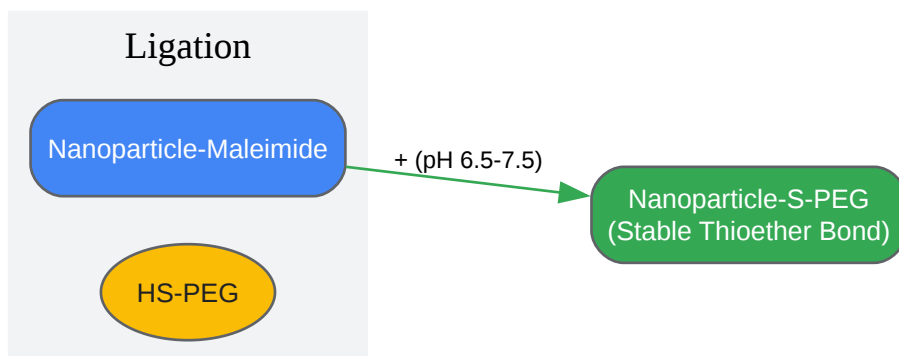 Ligation
Nanoparticle-Maleimide
+ (pH 6.5-7.5)
Nanoparticle-S-PEG
(Stable Thioether Bond)
HS-PEG